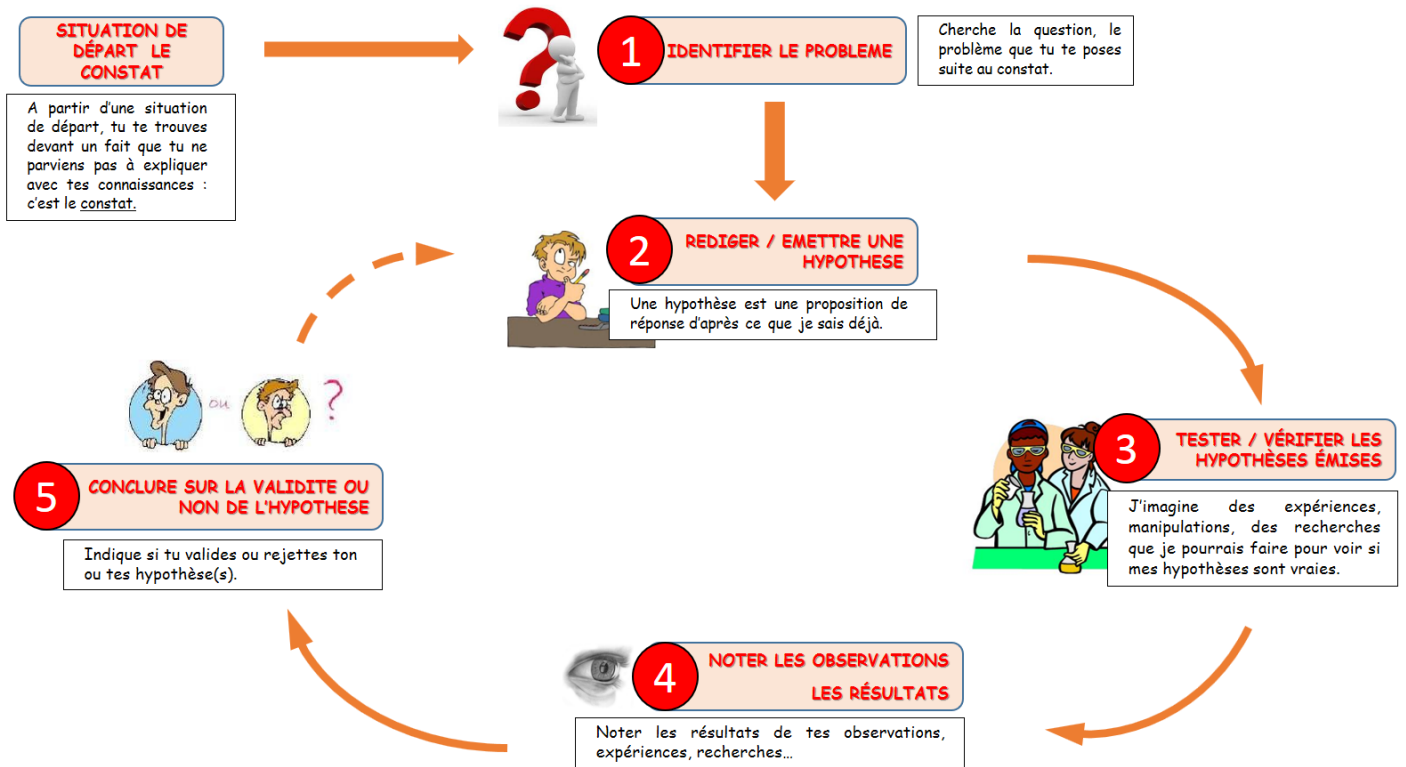 SITUATION DE
DÉPART LE
CONSTAT
A partir d'une situation
de départ, tu te trouves
devant un fait que tu ne
parviens pas à expliquer
avec tes connaissances :
c'est le constat.
1
IDENTIFIER LE PROBLEME
Cherche la question, le
problème que tu te poses
suite au constat.
2
REDIGER / EMETTRE UNE
HYPOTHESE
Une hypothèse est une proposition de
réponse d'après ce que je sais déjà.
3
TESTER / VÉRIFIER LES
HYPOTHÈSES ÉMISES
J'imagine des expériences,
manipulations, des recherches
que je pourrais faire pour voir si
mes hypothèses sont vraies.
4
NOTER LES OBSERVATIONS
LES RÉSULTATS
Noter les résultats de tes observations,
expériences, recherches…
ou ?
5
CONCLURE SUR LA VALIDITE OU
NON DE L'HYPOTHESE
Indique si tu valides ou rejettes ton
ou tes hypothèse(s).